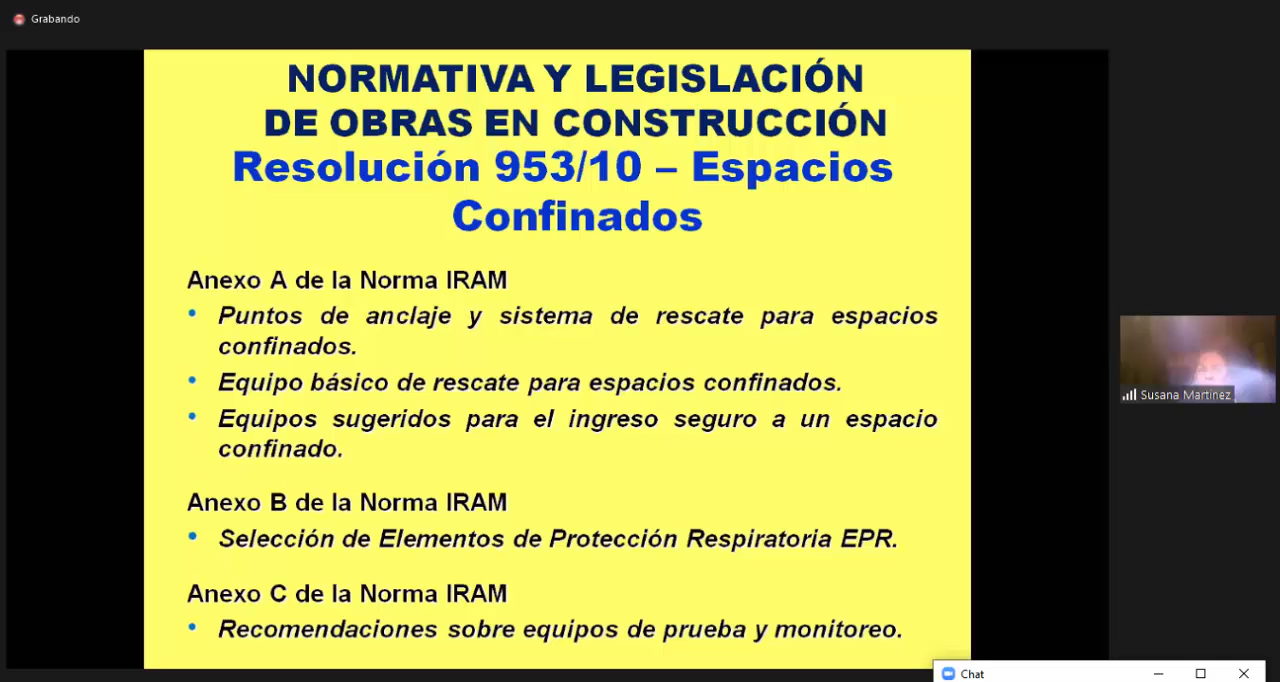 Grabando
NORMATIVA Y LEGISLACIÓN
DE OBRAS EN CONSTRUCCIÓN
Resolución 953/10 – Espacios
Confinados
Anexo A de la Norma IRAM
• Puntos de anclaje y sistema de rescate para espacios
confinados.
• Equipo básico de rescate para espacios confinados.
• Equipos sugeridos para el ingreso seguro a un espacio
confinado.
Anexo B de la Norma IRAM
• Selección de Elementos de Protección Respiratoria EPR.
Anexo C de la Norma IRAM
• Recomendaciones sobre equipos de prueba y monitoreo.
Susana Martinez
Chat